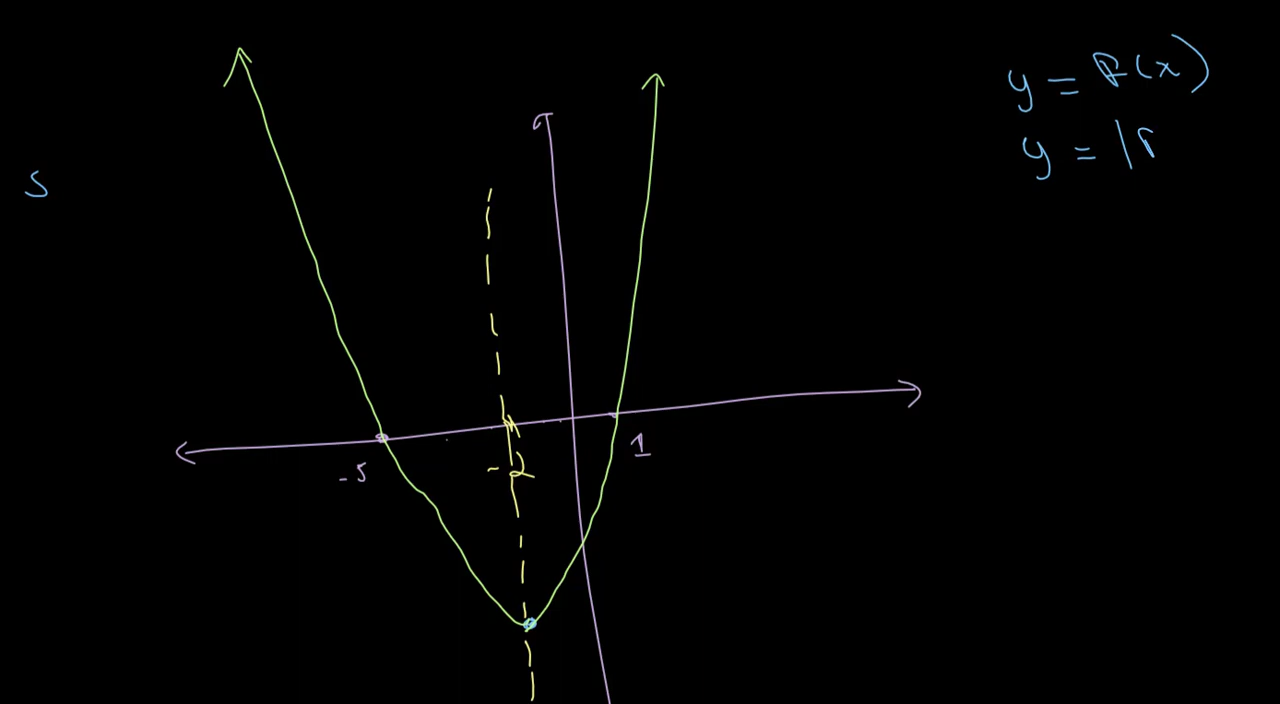 y = f(x)
y = |f
S
-5
-2
1